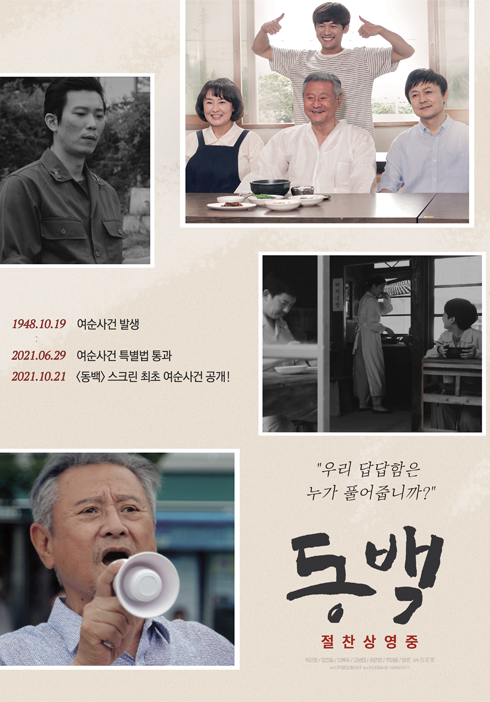 1948.10.19 여순사건 발생
:
2021.06.29 여순사건 특별법 통과
2021.10.21 <동백> 스크린 최초 여순사건 공개!
"우리 답답함은
누가 풀어줍니까?"
동백
절찬상영중